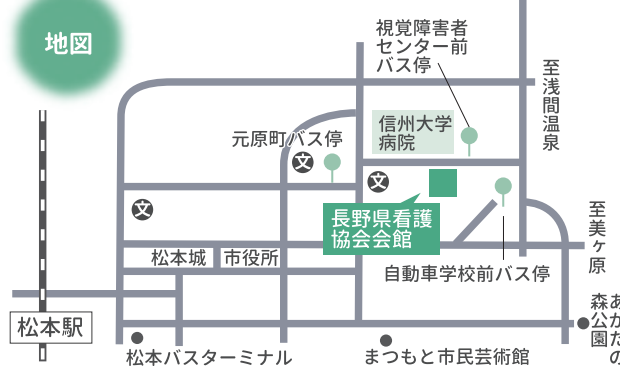 地図
視覚障害者
センター前
バス停
至浅間温泉
信州大学
病院
元原町バス停
文
文
文
長野県看護
協会会館
至美ヶ原
松本城
市役所
自動車学校前バス停
松本駅
松本バスターミナル
まつもと市民芸術館
あがたの
森公園